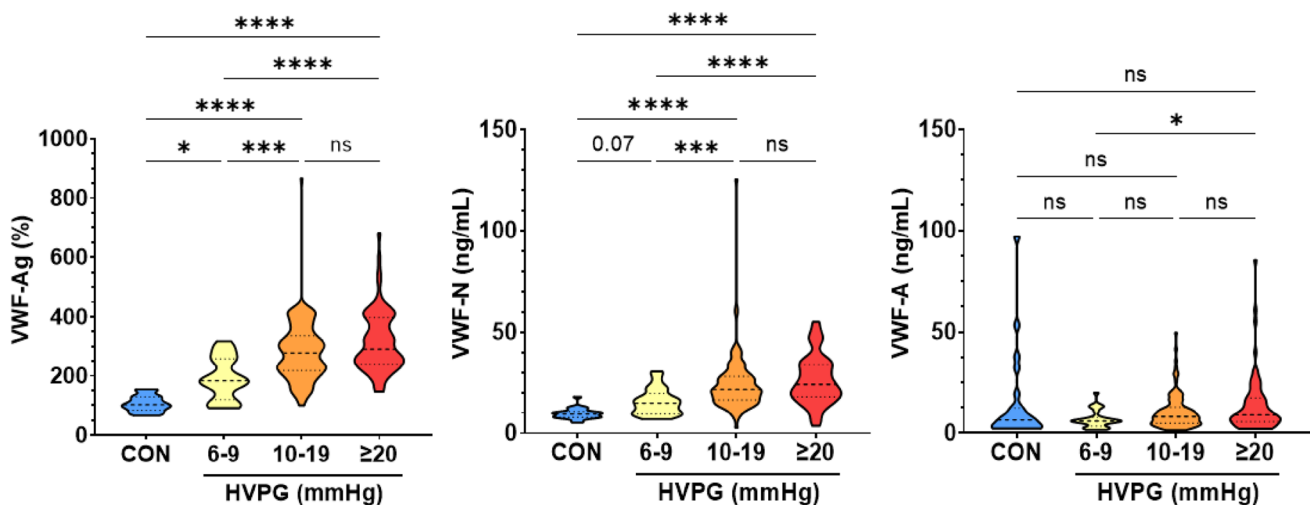 ****
****
****
* *** ns
VWF-Ag (%)
1000
800
600
400
200
0
CON 6-9 10-19 ≥20
HVPG (mmHg)
****
****
****
0.07 *** ns
VWF-N (ng/mL)
150
100
50
0
CON 6-9 10-19 ≥20
HVPG (mmHg)
ns
*
ns
ns ns ns
VWF-A (ng/mL)
150
100
50
0
CON 6-9 10-19 ≥20
HVPG (mmHg)